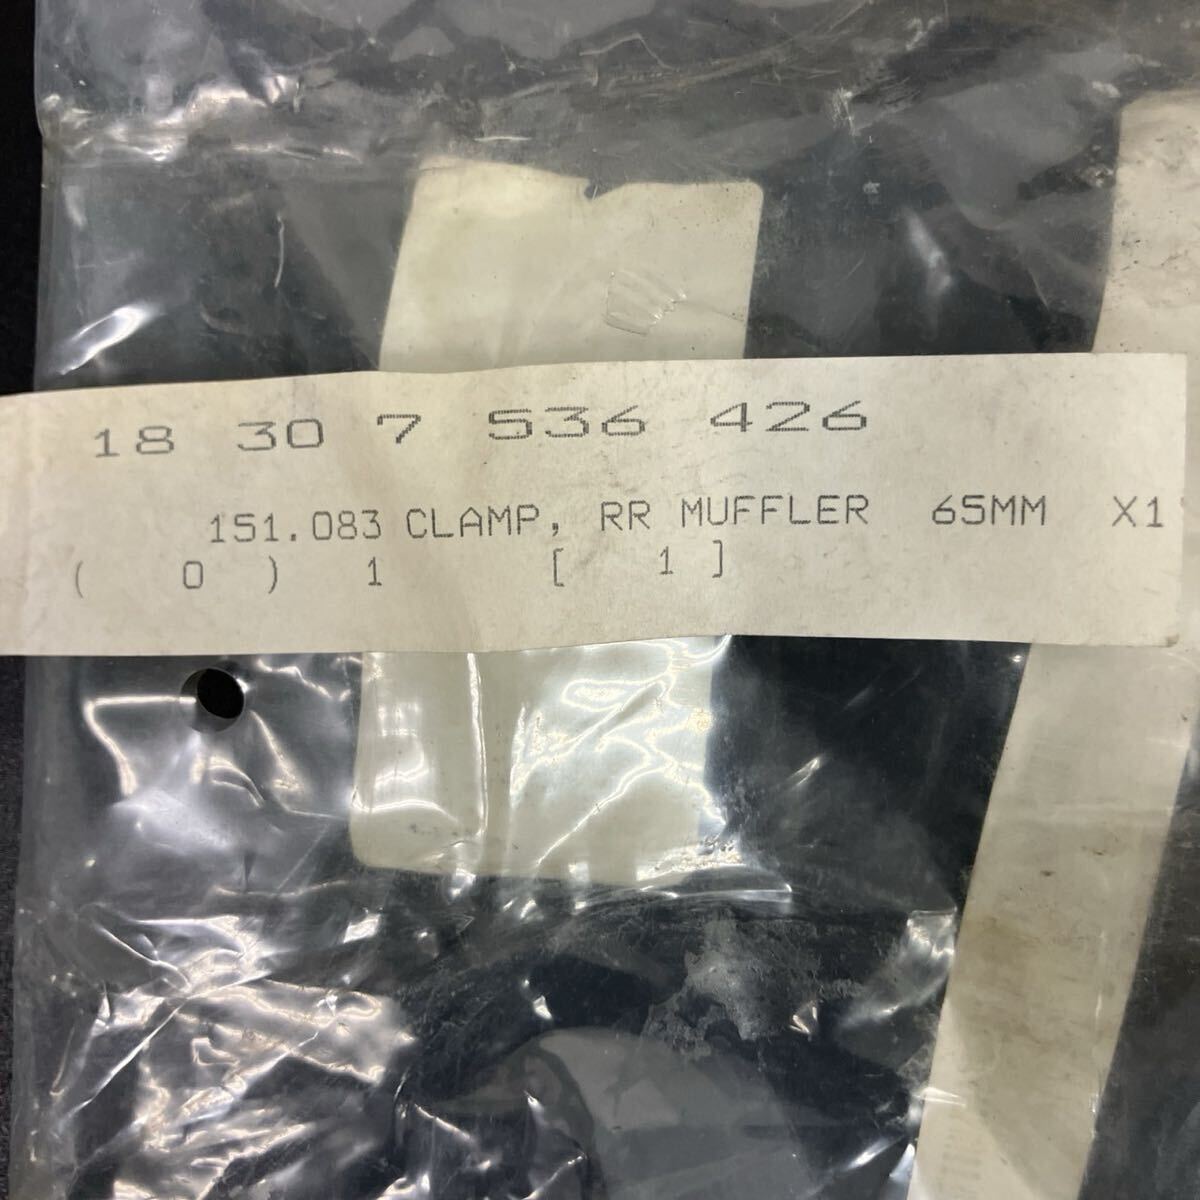 18 30 7 536 426
151.083 CLAMP, RR MUFFLER 65MM X1
( 0 ) 1 [ 1 ]